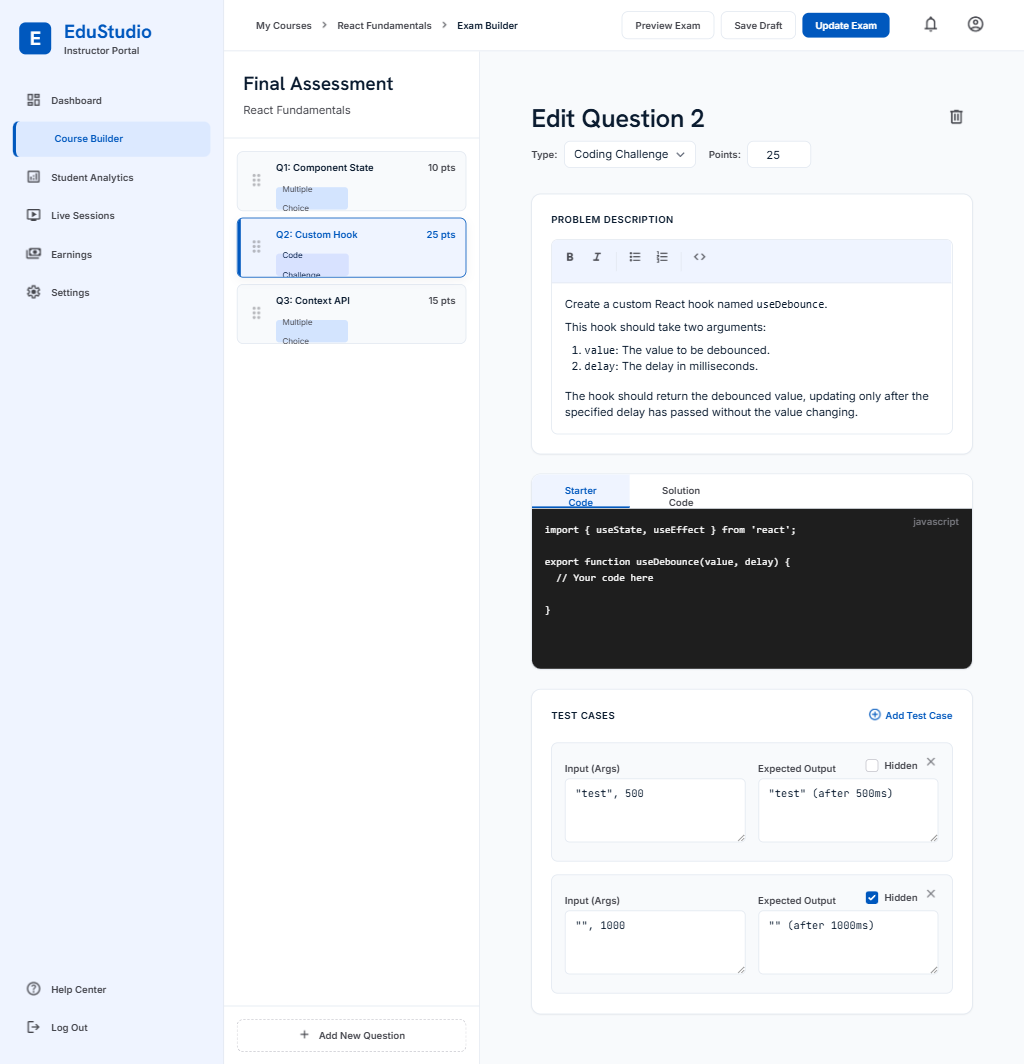 E
EduStudio
Instructor Portal
Dashboard
Course Builder
Student Analytics
Live Sessions
Earnings
Settings
Help Center
Log Out
My Courses
React Fundamentals
Exam Builder
Preview Exam
Save Draft
Update Exam
Final Assessment
React Fundamentals
Q1: Component State
10 pts
Multiple
Choice
Q2: Custom Hook
25 pts
Code
Challenge
Q3: Context API
15 pts
Multiple
Choice
Add New Question
Edit Question 2
Type:
Coding Challenge
Points:
25
PROBLEM DESCRIPTION
B I
Create a custom React hook named useDebounce.
This hook should take two arguments:
1. value: The value to be debounced.
2. delay: The delay in milliseconds.
The hook should return the debounced value, updating only after the
specified delay has passed without the value changing.
Starter
Code
Solution
Code
javascript
import { useState, useEffect } from 'react';
export function useDebounce(value, delay) {
// Your code here
}
TEST CASES
Add Test Case
Input (Args)
Expected Output
Hidden
"test", 500
"test" (after 500ms)
Input (Args)
Expected Output
Hidden
"", 1000
"" (after 1000ms)